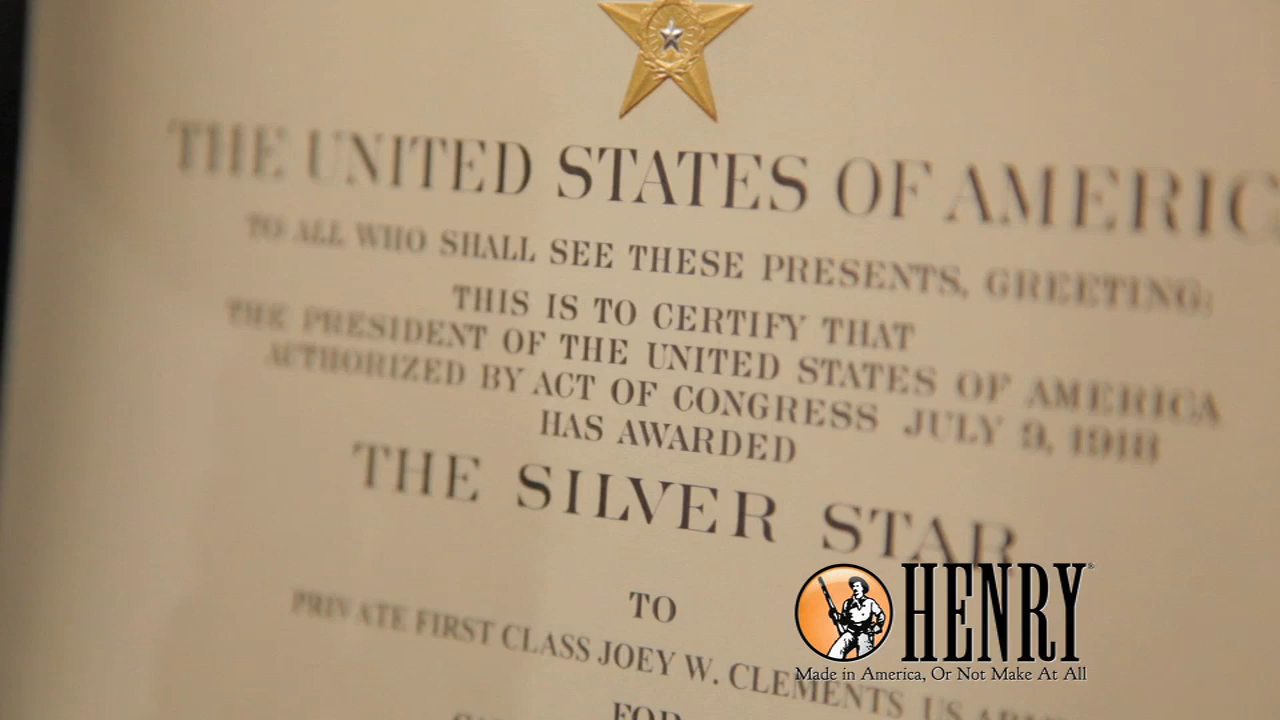 THE UNITED STATES OF AMERIC
TO ALL WHO SHALL SEE THESE PRESENTS, GREETING:
THIS IS TO CERTIFY THAT
THE PRESIDENT OF THE UNITED STATES OF AMERICA
AUTHORIZED BY ACT OF CONGRESS JULY 9, 1918
HAS AWARDED
THE SILVER STAR
TO
PRIVATE FIRST CLASS JOEY W. CLEMENTS US
FOR
HENRY®
Made in America, Or Not Make At All